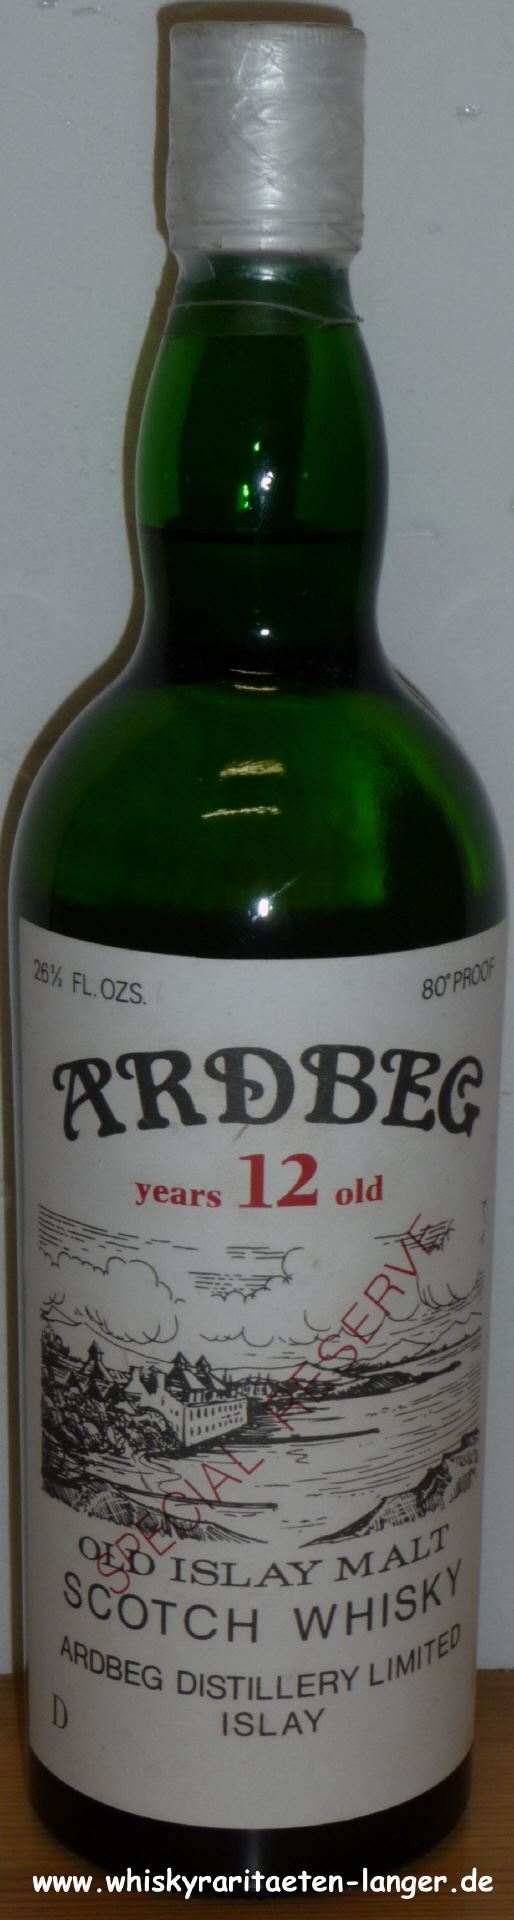 26⅔ FL. OZS.
80° PROOF
ARDBEG
years 12 old
SPECIAL RESERVE
OLD ISLAY MALT
SCOTCH WHISKY
ARDBEG DISTILLERY LIMITED
ISLAY
D
www.whiskyraritaeten-langer.de